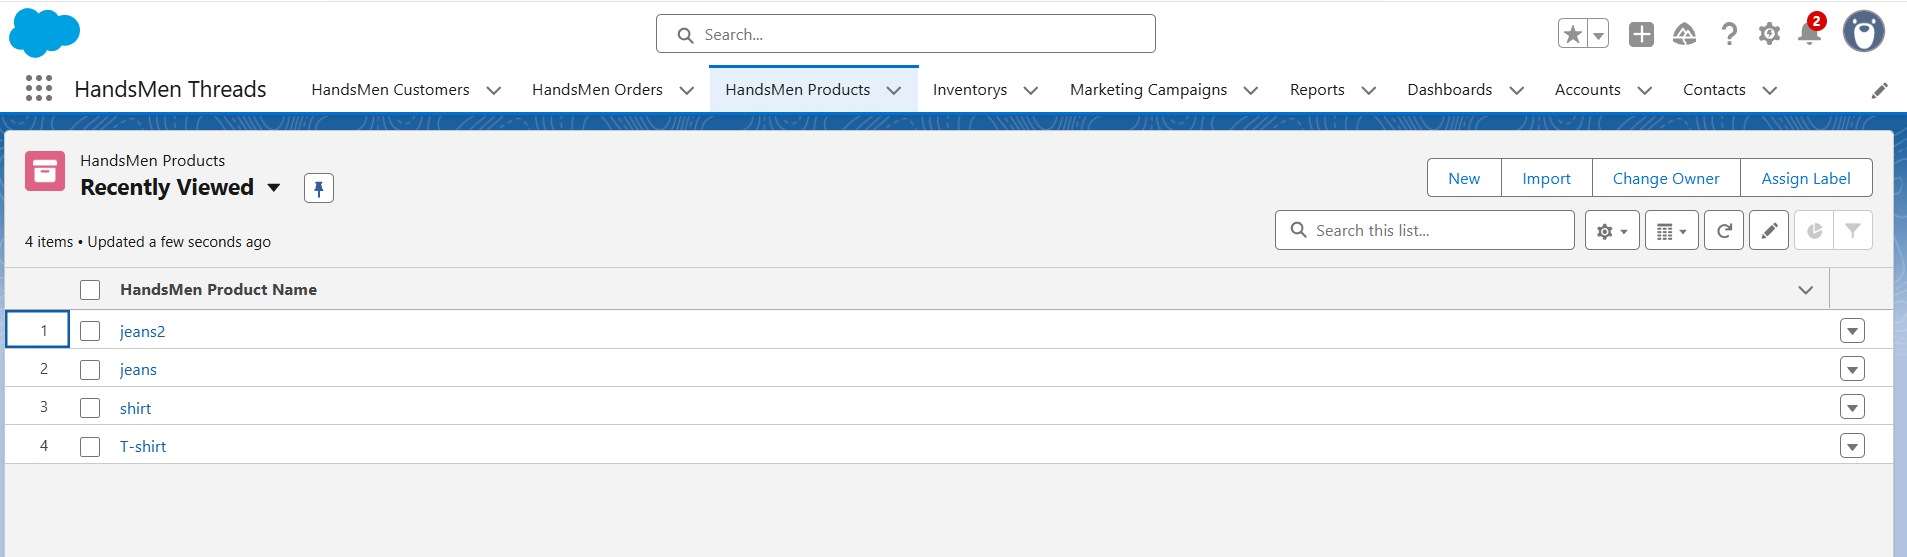 Search...
2
HandsMen Threads HandsMen Customers HandsMen Orders HandsMen Products Inventorys Marketing Campaigns Reports Dashboards Accounts Contacts
HandsMen Products
Recently Viewed
New Import Change Owner Assign Label
4 items • Updated a few seconds ago
Search this list...
HandsMen Product Name
1 jeans2
2 jeans
3 shirt
4 T-shirt